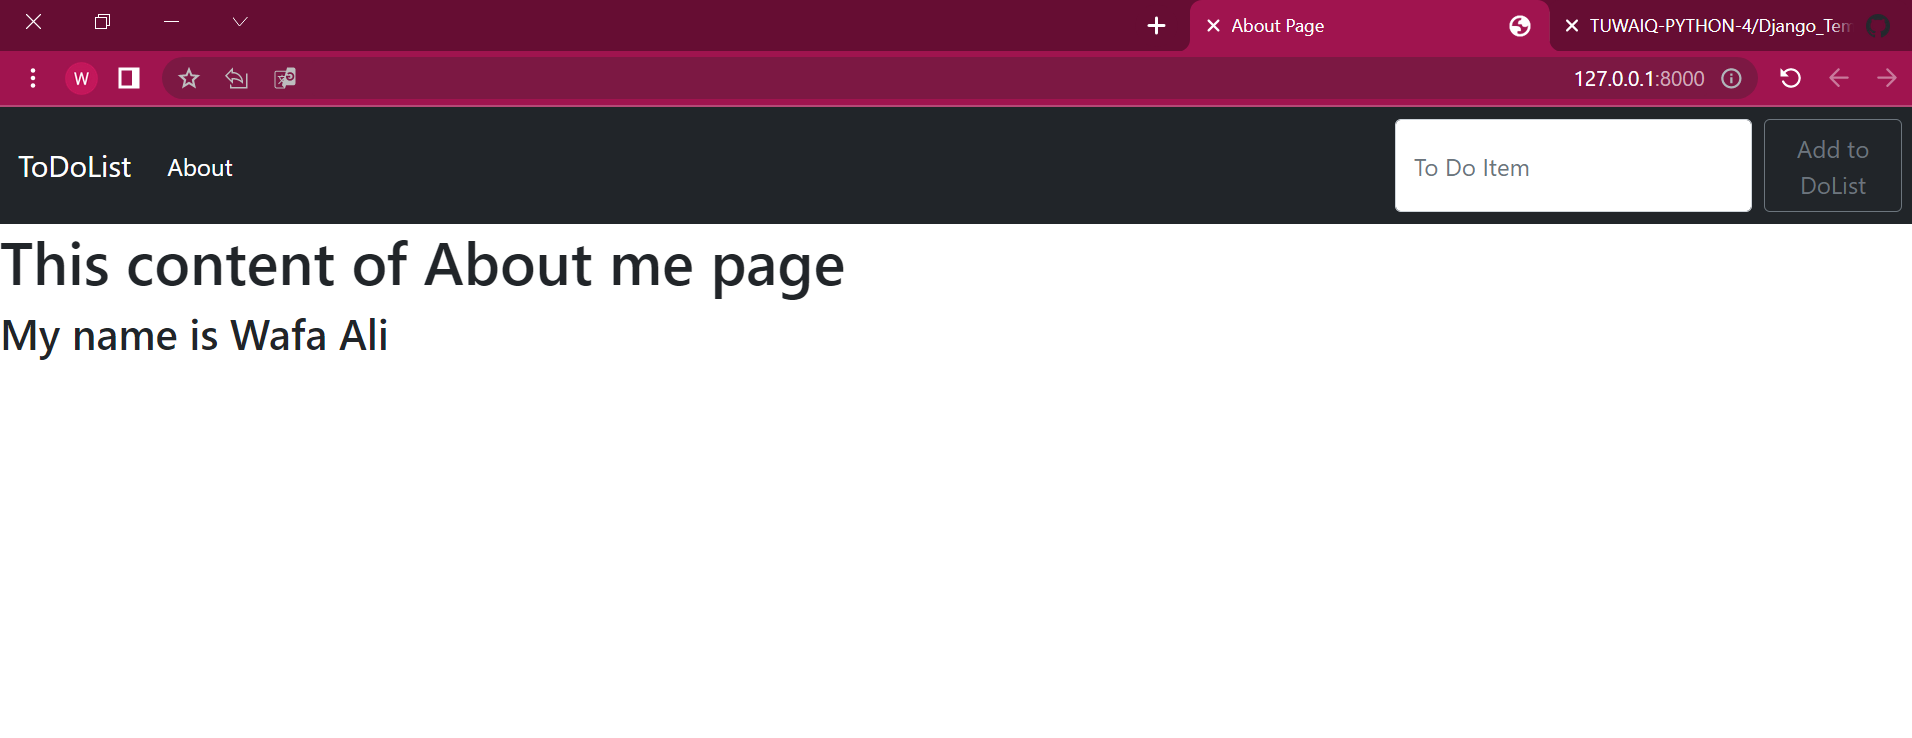 About Page
TUWAIQ-PYTHON-4/Django_Tem
W
127.0.0.1:8000
ToDoList
About
To Do Item
Add to
DoList
This content of About me page
My name is Wafa Ali